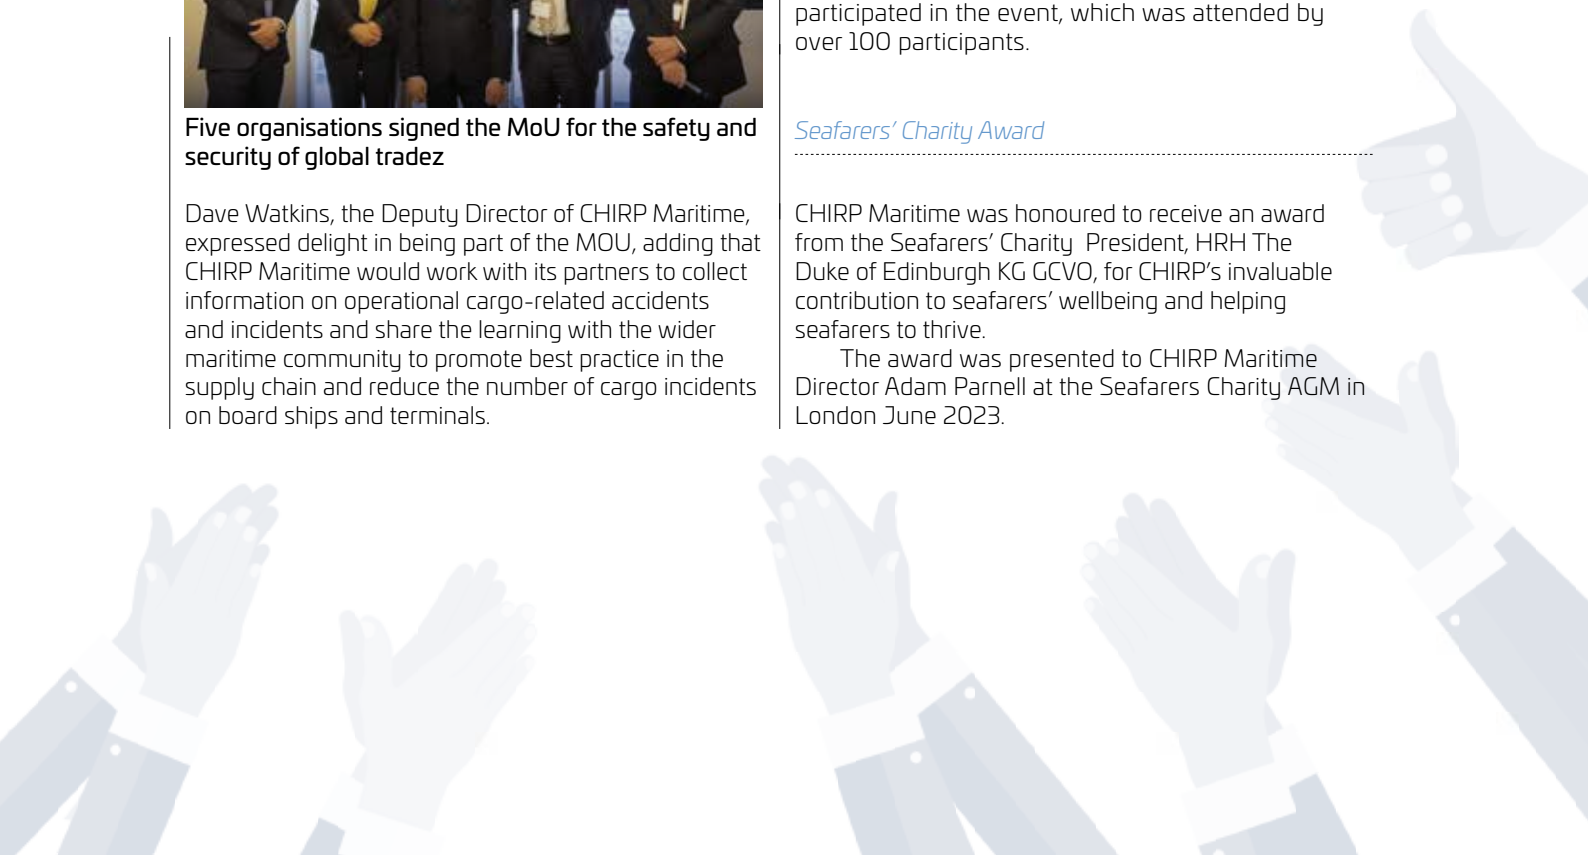 Five organisations signed the MoU for the safety and
security of global tradez
Dave Watkins, the Deputy Director of CHIRP Maritime,
expressed delight in being part of the MOU, adding that
CHIRP Maritime would work with its partners to collect
information on operational cargo-related accidents
and incidents and share the learning with the wider
maritime community to promote best practice in the
supply chain and reduce the number of cargo incidents
on board ships and terminals.
participated in the event, which was attended by
over 100 participants.
Seafarers’ Charity Award
CHIRP Maritime was honoured to receive an award
from the Seafarers’ Charity  President, HRH The
Duke of Edinburgh KG GCVO, for CHIRP’s invaluable
contribution to seafarers’ wellbeing and helping
seafarers to thrive.
The award was presented to CHIRP Maritime
Director Adam Parnell at the Seafarers Charity AGM in
London June 2023.